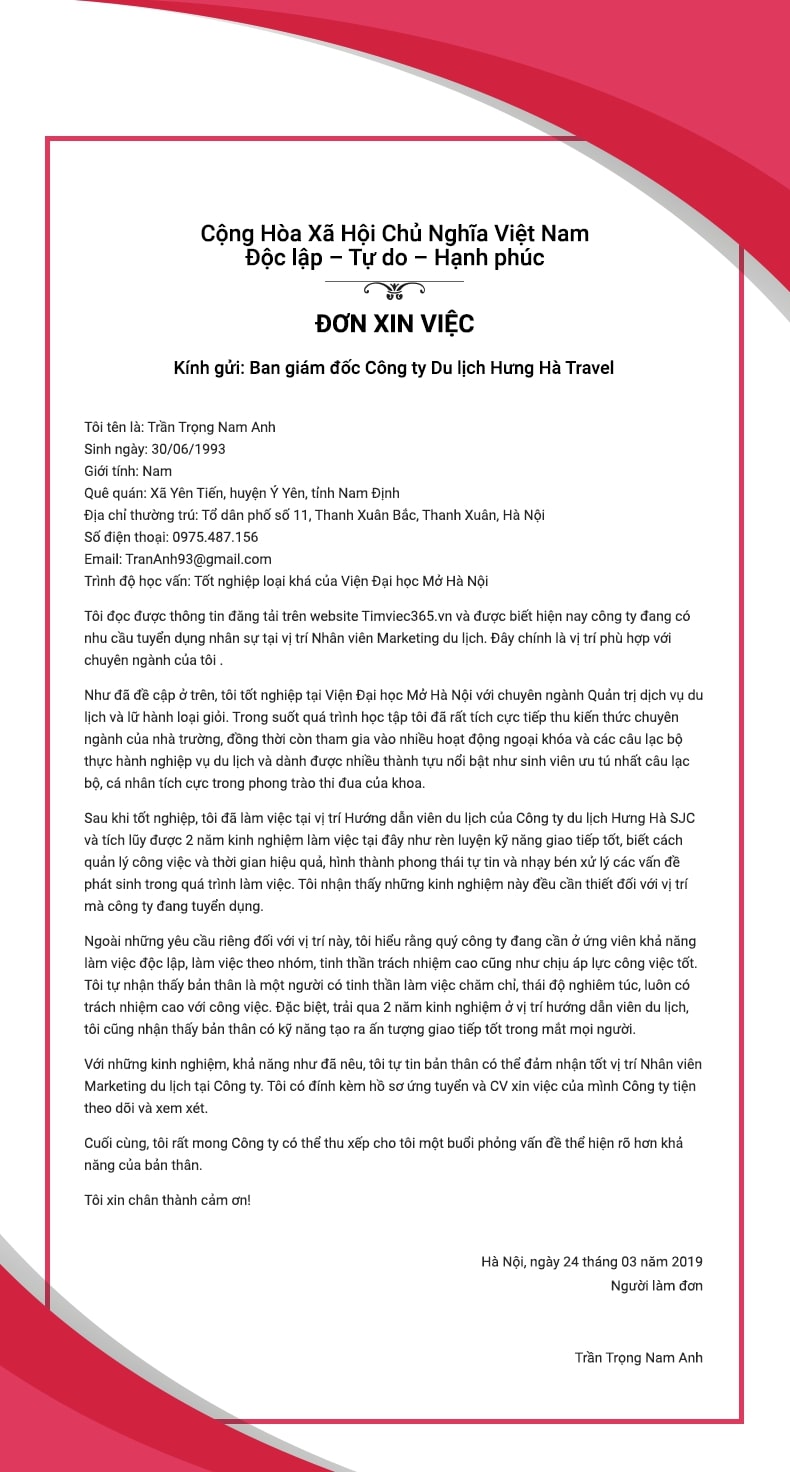 Cộng Hòa Xã Hội Chủ Nghĩa Việt Nam
Độc lập – Tự do – Hạnh phúc
ĐƠN XIN VIỆC
Kính gửi: Ban giám đốc Công ty Du lịch Hưng Hà Travel
Tôi tên là: Trần Trọng Nam Anh
Sinh ngày: 30/06/1993
Giới tính: Nam
Quê quán: Xã Yên Tiến, huyện Ý Yên, tỉnh Nam Định
Địa chỉ thường trú: Tổ dân phố số 11, Thanh Xuân Bắc, Thanh Xuân, Hà Nội
Số điện thoại: 0975.487.156
Email: TranAnh93@gmail.com
Trình độ học vấn: Tốt nghiệp loại khá của Viện Đại học Mở Hà Nội
Tôi đọc được thông tin đăng tải trên website Timviec365.vn và được biết hiện nay công ty đang có
nhu cầu tuyển dụng nhân sự tại vị trí Nhân viên Marketing du lịch. Đây chính là vị trí phù hợp với
chuyên ngành của tôi .
Như đã đề cập ở trên, tôi tốt nghiệp tại Viện Đại học Mở Hà Nội với chuyên ngành Quản trị dịch vụ du
lịch và lữ hành loại giỏi. Trong suốt quá trình học tập tôi đã rất tích cực tiếp thu kiến thức chuyên
ngành của nhà trường, đồng thời còn tham gia vào nhiều hoạt động ngoại khóa và các câu lạc bộ
thực hành nghiệp vụ du lịch và dành được nhiều thành tựu nổi bật như sinh viên ưu tú nhất câu lạc
bộ, cá nhân tích cực trong phong trào thi đua của khoa.
Sau khi tốt nghiệp, tôi đã làm việc tại vị trí Hướng dẫn viên du lịch của Công ty du lịch Hưng Hà SJC
và tích lũy được 2 năm kinh nghiệm làm việc tại đây như rèn luyện kỹ năng giao tiếp tốt, biết cách
quản lý công việc và thời gian hiệu quả, hình thành phong thái tự tin và nhạy bén xử lý các vấn đề
phát sinh trong quá trình làm việc. Tôi nhận thấy những kinh nghiệm này đều cần thiết đối với vị trí
mà công ty đang tuyển dụng.
Ngoài những yêu cầu riêng đối với vị trí này, tôi hiểu rằng quý công ty đang cần ở ứng viên khả năng
làm việc độc lập, làm việc theo nhóm, tinh thần trách nhiệm cao cũng như chịu áp lực công việc tốt.
Tôi tự nhận thấy bản thân là một người có tinh thần làm việc chăm chỉ, thái độ nghiêm túc, luôn có
trách nhiệm cao với công việc. Đặc biệt, trải qua 2 năm kinh nghiệm ở vị trí hướng dẫn viên du lịch,
tôi cũng nhận thấy bản thân có kỹ năng tạo ra ấn tượng giao tiếp tốt trong mắt mọi người.
Với những kinh nghiệm, khả năng như đã nêu, tôi tự tin bản thân có thể đảm nhận tốt vị trí Nhân viên
Marketing du lịch tại Công ty. Tôi có đính kèm hồ sơ ứng tuyển và CV xin việc của mình Công ty tiện
theo dõi và xem xét.
Cuối cùng, tôi rất mong Công ty có thể thu xếp cho tôi một buổi phỏng vấn đề thể hiện rõ hơn khả
năng của bản thân.
Tôi xin chân thành cảm ơn!
Hà Nội, ngày 24 tháng 03 năm 2019
Người làm đơn
Trần Trọng Nam Anh